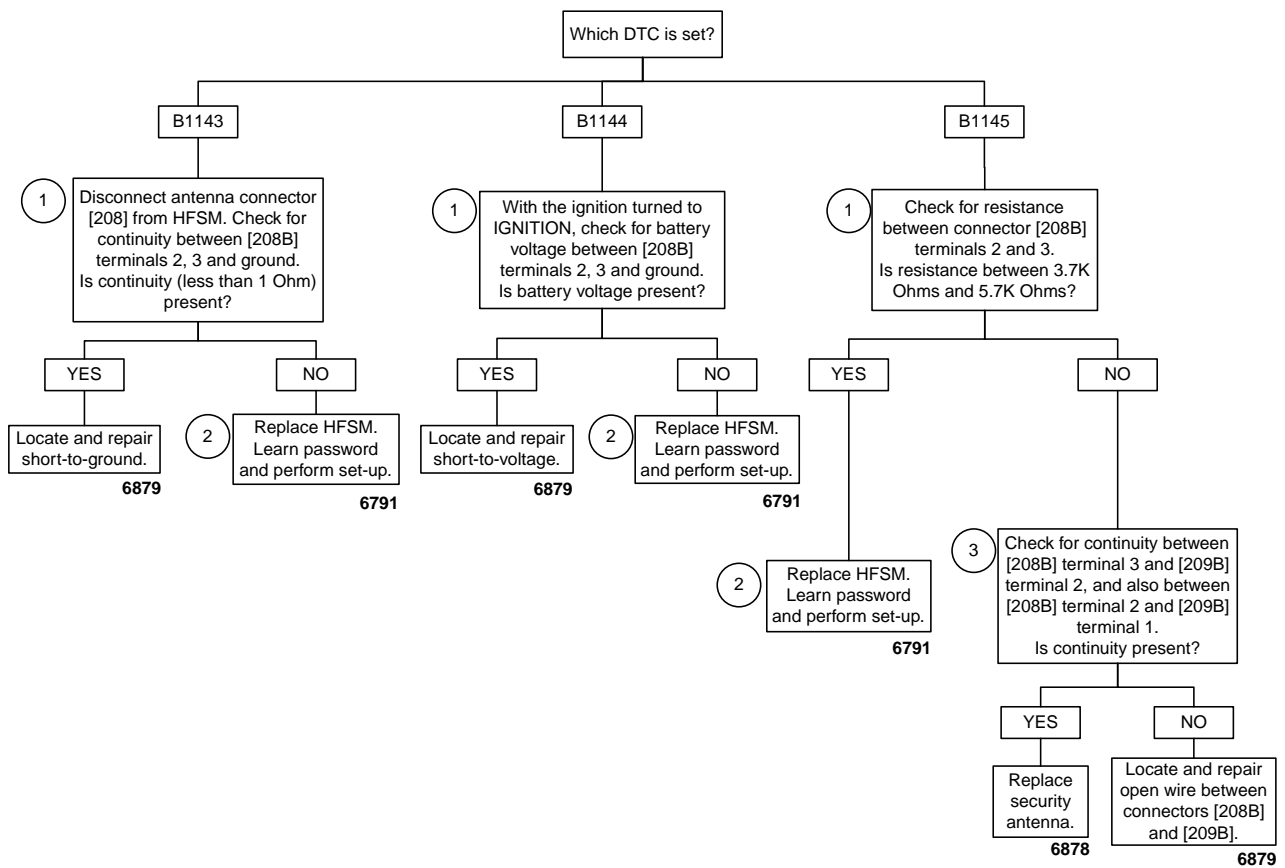 Which DTC is set?
B1143
B1144
B1145
1
Disconnect antenna connector
[208] from HFSM. Check for
continuity between [208B]
terminals 2, 3 and ground.
Is continuity (less than 1 Ohm)
present?
1
With the ignition turned to
IGNITION, check for battery
voltage between [208B]
terminals 2, 3 and ground.
Is battery voltage present?
1
Check for resistance
between connector [208B]
terminals 2 and 3.
Is resistance between 3.7K
Ohms and 5.7K Ohms?
YES
NO
YES
NO
YES
NO
Locate and repair
short-to-ground.
6879
2
Replace HFSM.
Learn password
and perform set-up.
6791
Locate and repair
short-to-voltage.
6879
2
Replace HFSM.
Learn password
and perform set-up.
6791
2
Replace HFSM.
Learn password
and perform set-up.
6791
3
Check for continuity between
[208B] terminal 3 and [209B]
terminal 2, and also between
[208B] terminal 2 and [209B]
terminal 1.
Is continuity present?
YES
NO
Replace
security
antenna.
6878
Locate and repair
open wire between
connectors [208B]
and [209B].
6879